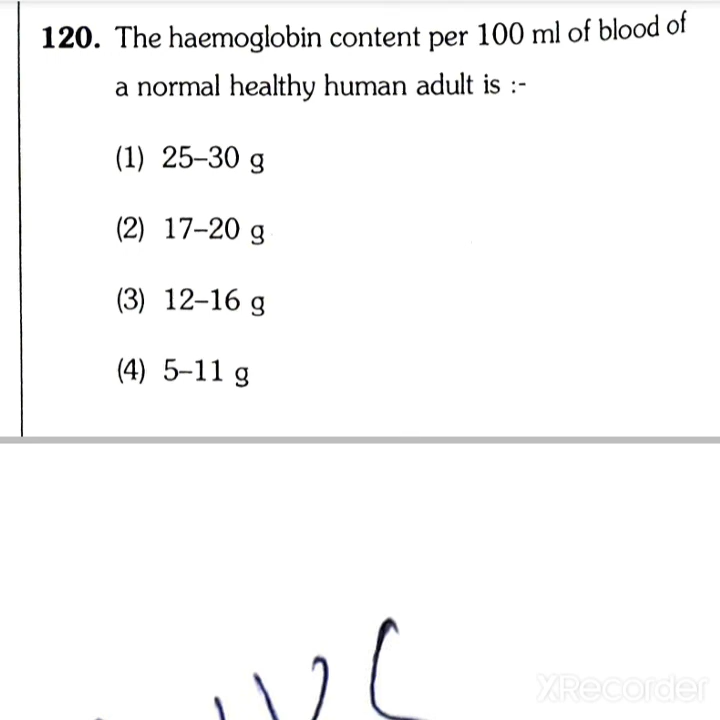 120. The haemoglobin content per 100 ml of blood of
a normal healthy human adult is :-
(1) 25–30 g
(2) 17–20 g
(3) 12–16 g
(4) 5–11 g
XRecorder